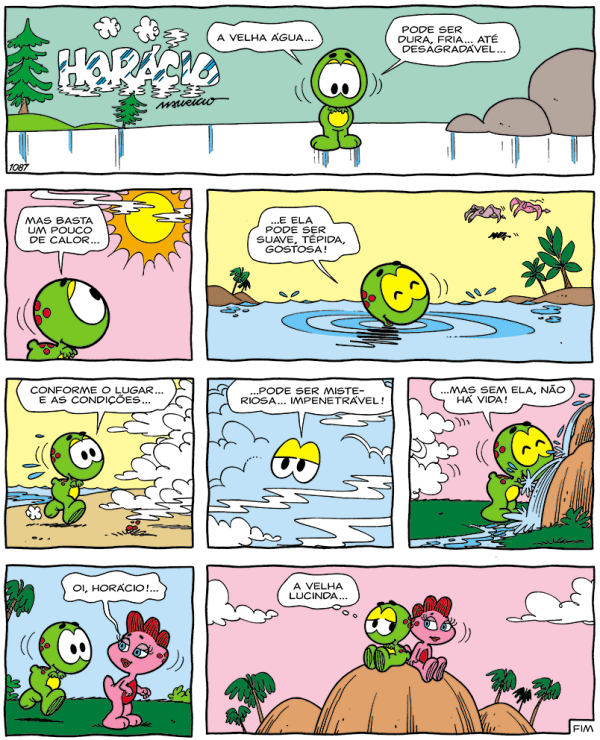 HORÁCIO
MAURICIO
A VELHA ÁGUA...
PODE SER
DURA, FRIA... ATÉ
DESAGRADÁVEL...
1087
MAS BASTA
UM POUCO
DE CALOR...
...E ELA
PODE SER
SUAVE, TÉPIDA,
GOSTOSA!
CONFORME O LUGAR...
E AS CONDIÇÕES...
...PODE SER MISTE-
RIOSA... IMPENETRÁVEL!
...MAS SEM ELA, NÃO
HÁ VIDA!
OI, HORÁCIO!...
A VELHA
LUCINDA...
FIM